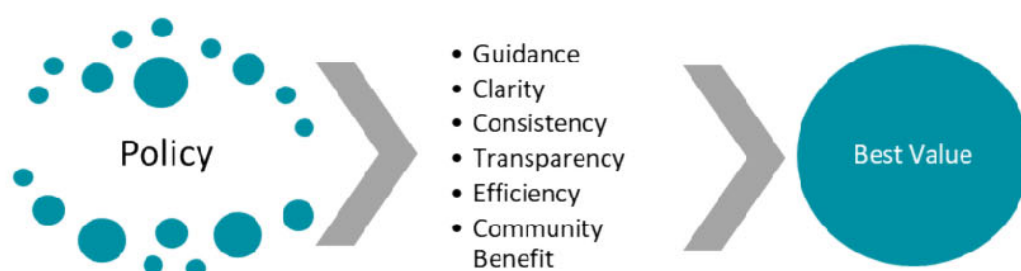 Policy
• Guidance
• Clarity
• Consistency
• Transparency
• Efficiency
• Community
Benefit
Best Value